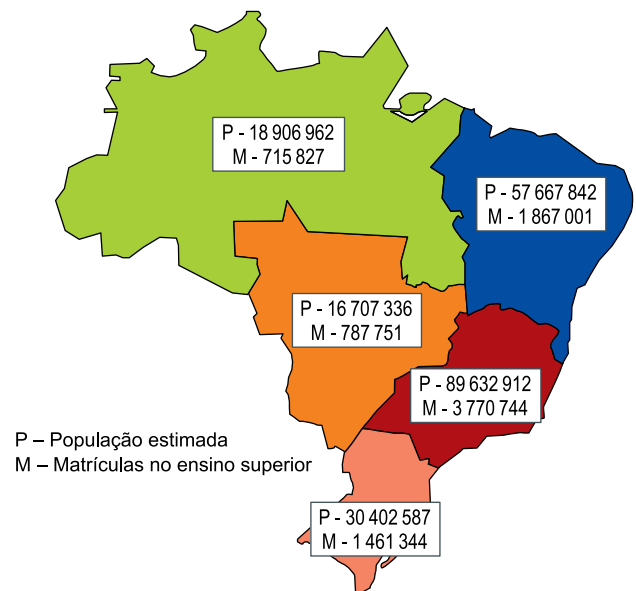 P - 18 906 962
M - 715 827
P - 57 667 842
M - 1 867 001
P - 16 707 336
M - 787 751
P - 89 632 912
M - 3 770 744
P – População estimada
M – Matrículas no ensino superior
P - 30 402 587
M - 1 461 344